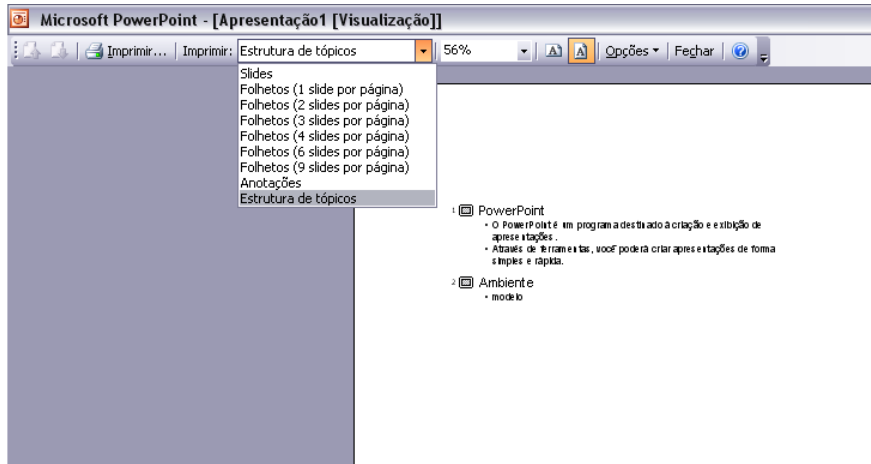 Microsoft PowerPoint - [Apresentação1 [Visualização]]
Imprimir... Imprimir: Estrutura de tópicos 56% A A Opções Fechar ?
Slides
Folhetos (1 slide por página)
Folhetos (2 slides por página)
Folhetos (3 slides por página)
Folhetos (4 slides por página)
Folhetos (6 slides por página)
Folhetos (9 slides por página)
Anotações
Estrutura de tópicos
1 PowerPoint
• O PowerPoint é um programa destinado à criação e exibição de
apresentações.
• Através de ferramentas, você poderá criar apresentações de forma
simples e rápida.
2 Ambiente
• modelo